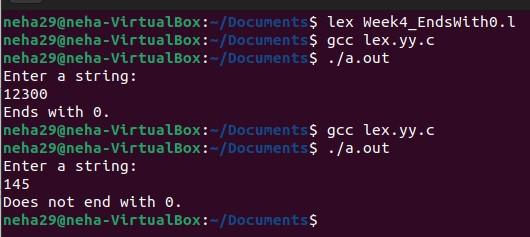 neha29@neha-VirtualBox:~/Documents$ lex Week4_EndsWith0.l
neha29@neha-VirtualBox:~/Documents$ gcc lex.yy.c
neha29@neha-VirtualBox:~/Documents$ ./a.out
Enter a string:
12300
Ends with 0.
neha29@neha-VirtualBox:~/Documents$ gcc lex.yy.c
neha29@neha-VirtualBox:~/Documents$ ./a.out
Enter a string:
145
Does not end with 0.
neha29@neha-VirtualBox:~/Documents$